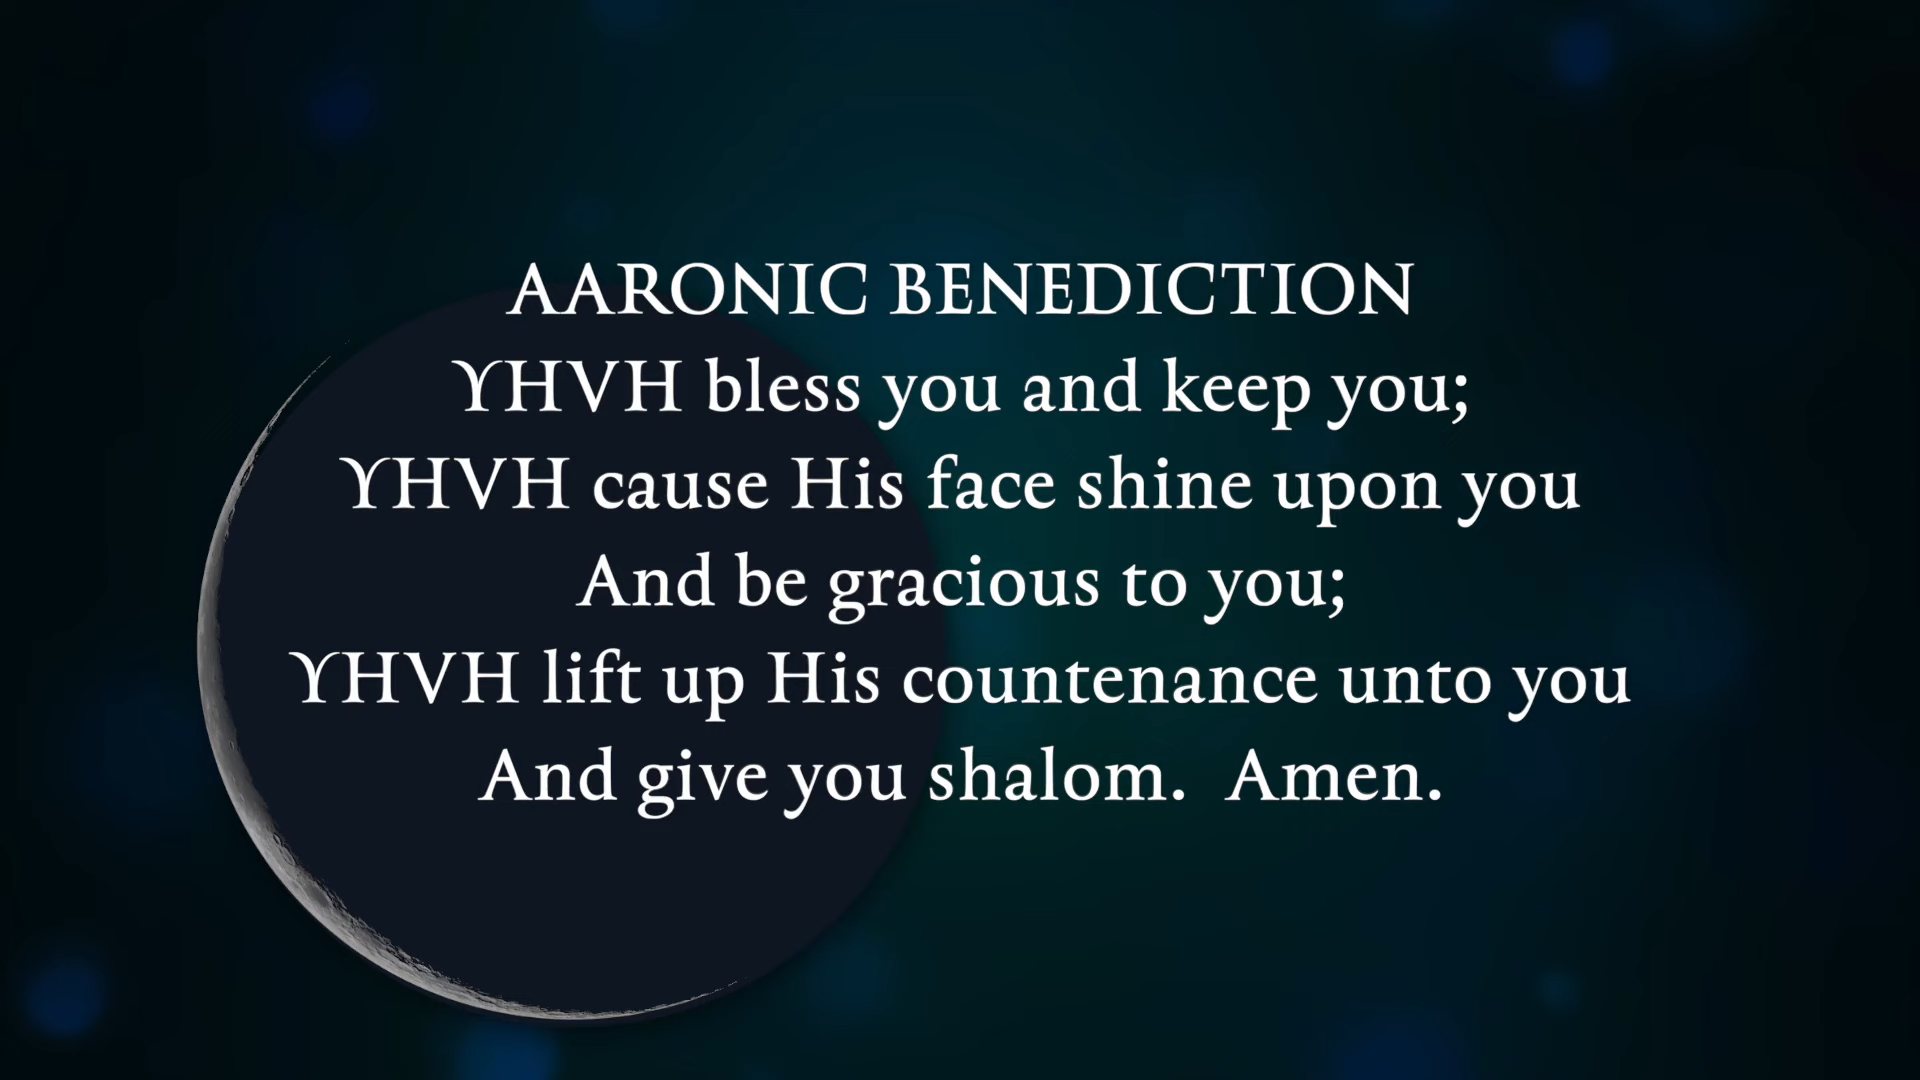 AARONIC BENEDICTION
YHVH bless you and keep you;
YHVH cause His face shine upon you
And be gracious to you;
YHVH lift up His countenance unto you
And give you shalom.  Amen.